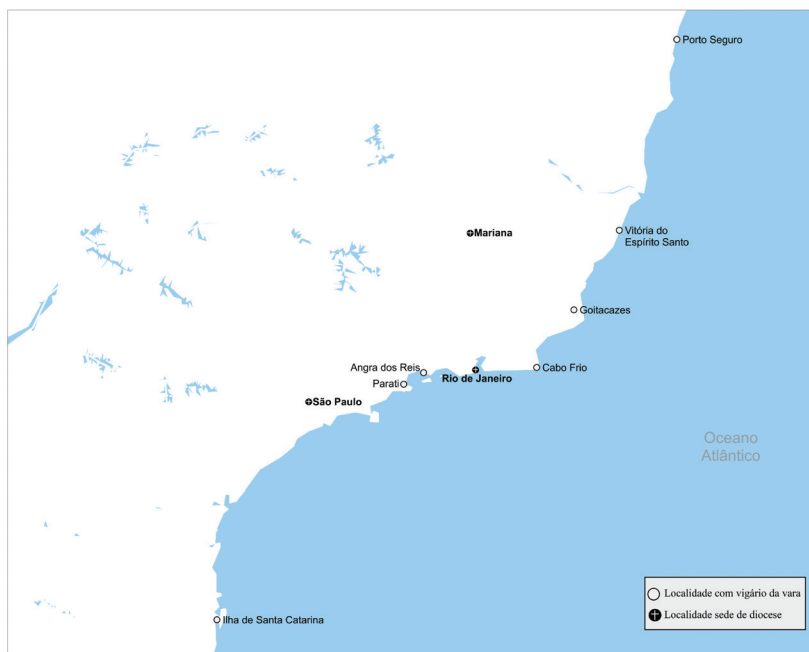 Porto Seguro
Mariana
Vitória do
Espírito Santo
Goitacazes
Angra dos Reis
Cabo Frio
Rio de Janeiro
Parati
São Paulo
Oceano
Atlântico
Ilha de Santa Catarina
Localidade com vigário da vara
Localidade sede de diocese